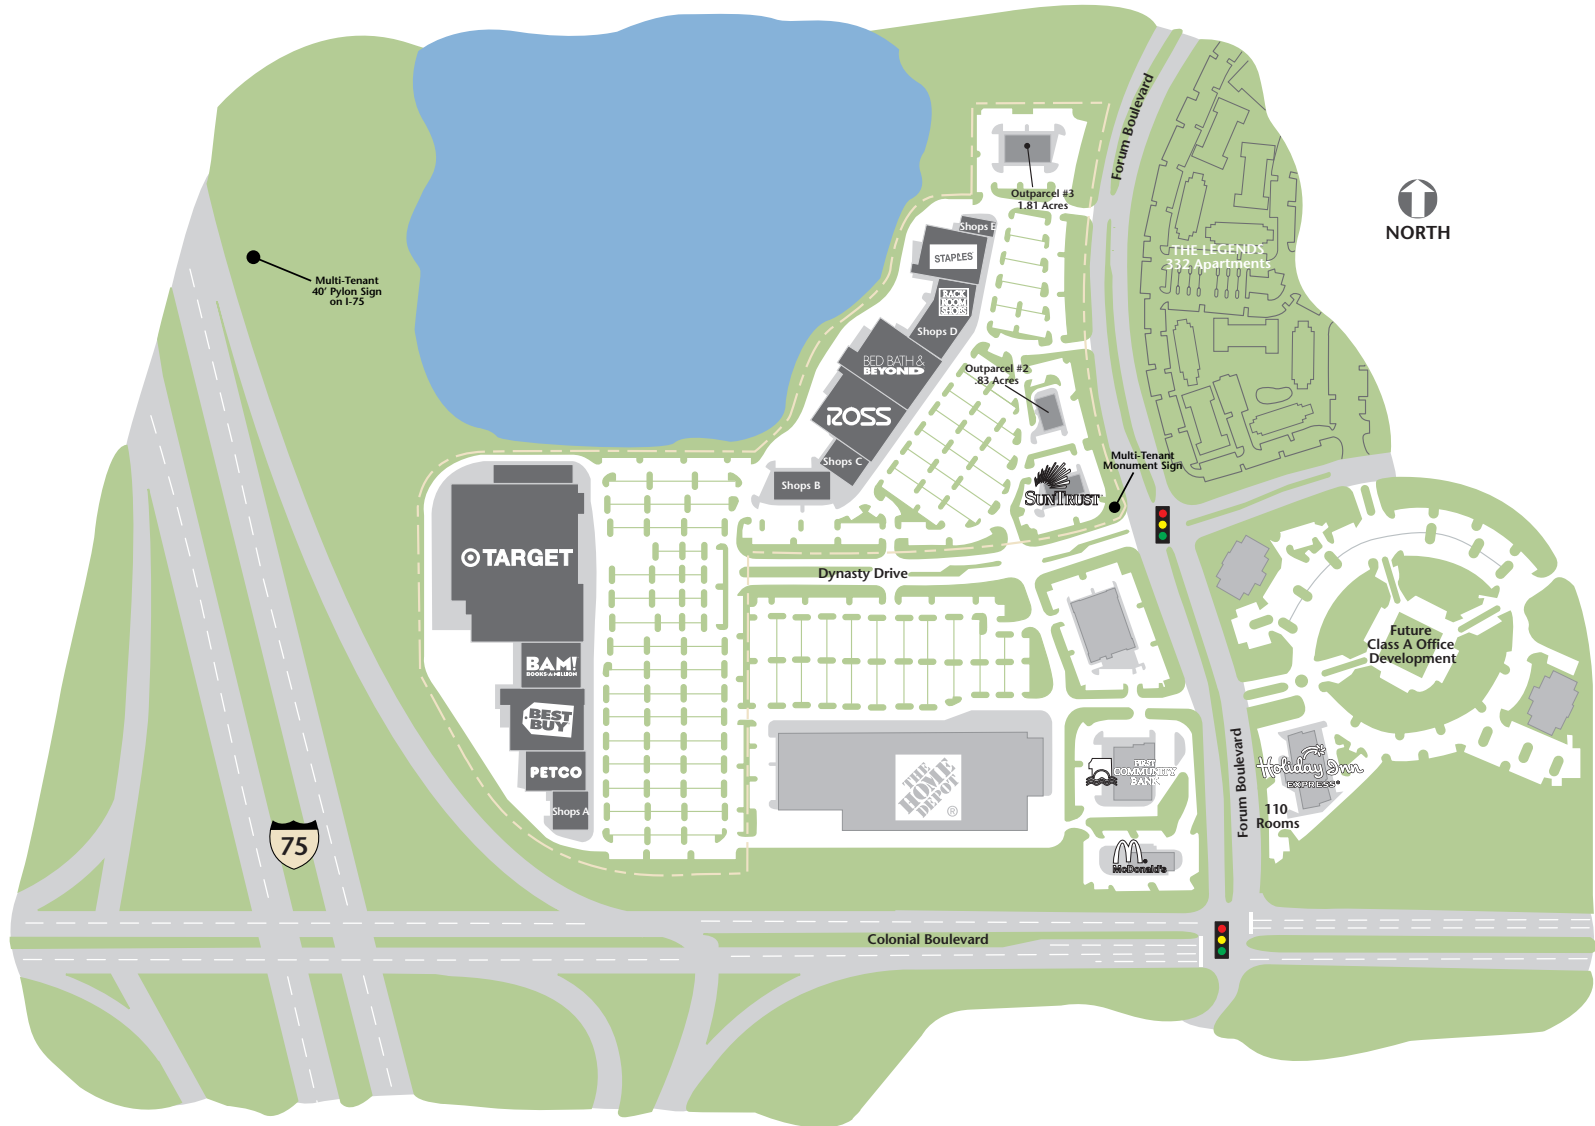 Forum Boulevard
Outparcel #3
1.81 Acres
Shops E
STAPLES
RACK
ROOM
SHOES
Shops D
BED BATH &
BEYOND
ROSS
Shops C
Shops B
Outparcel #2
.83 Acres
SUNTRUST
Multi-Tenant
Monument Sign
THE LEGENDS
332 Apartments
NORTH
Multi-Tenant
40' Pylon Sign
on I-75
TARGET
BAM!
BOOKS-A-MILLION
BEST
BUY
PETCO
Shops A
Dynasty Drive
THE
HOME
DEPOT
®
FIRST
COMMUNITY
BANK
McDonald's
Future
Class A Office
Development
Forum Boulevard
Holiday Inn
EXPRESS®
110
Rooms
75
Colonial Boulevard